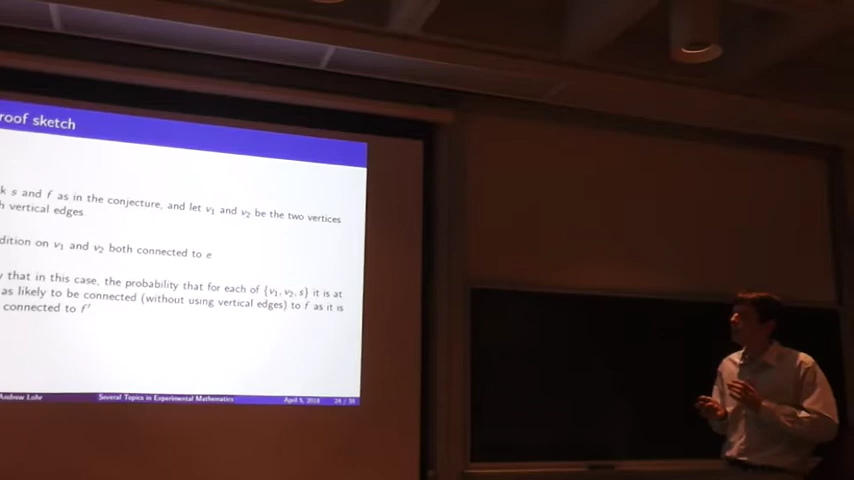 roof sketch
k s and f as in the conjecture, and let v₁ and v₂ be the two vertices
h vertical edges
dition on v₁ and v₂ both connected to e
y that in this case, the probability that for each of {v₁, v₂, s} it is at
as likely to be connected (without using vertical edges) to f as it is
connected to f′
Andrew Lohr
Several Topics in Experimental Mathematics
April 5, 2018